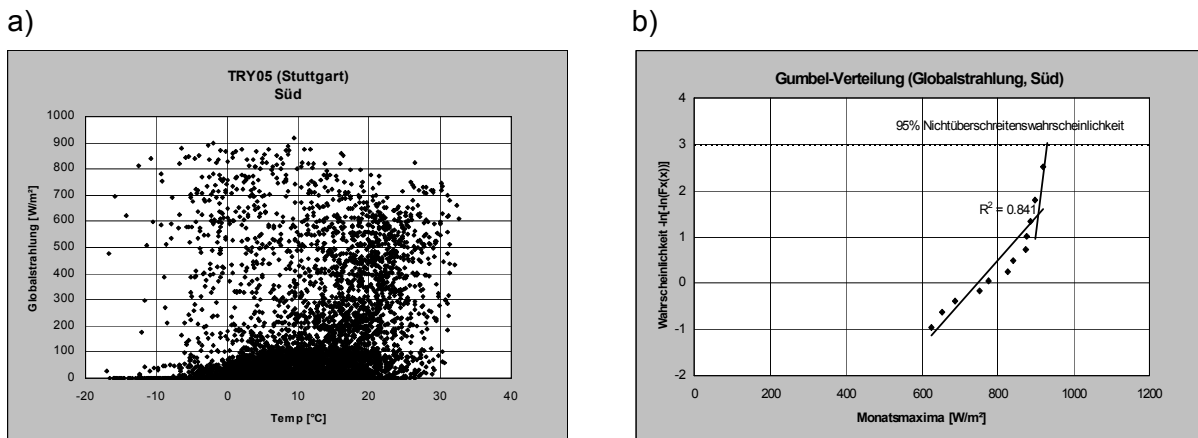 a)
TRY05 (Stuttgart)
Süd
Globalstrahlung [W/m²]
1000
900
800
700
600
500
400
300
200
100
0
-20
-10
0
10
20
30
40
Temp [°C]
b)
Gumbel-Verteilung (Globalstrahlung, Süd)
Wahrscheinlichkeit -ln[-ln(Fx(x))]
4
3
2
1
0
-1
-2
95% Nichtüberschreitenswahrscheinlichkeit
R² = 0.841
0
200
400
600
800
1000
1200
Monatsmaxima [W/m²]